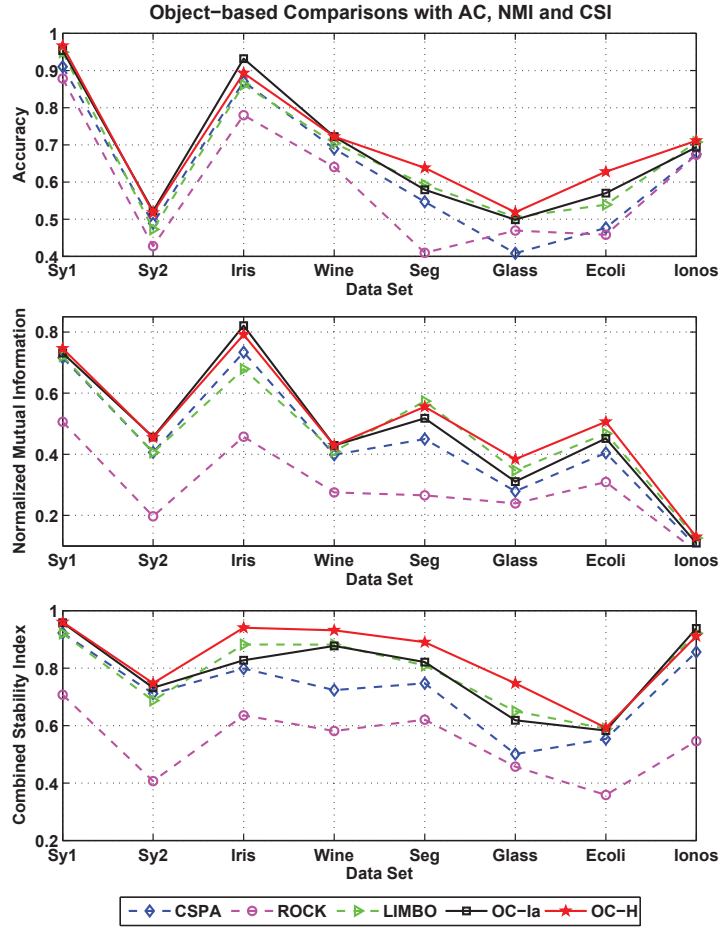 Object-based Comparisons with AC, NMI and CSI
1
0.9
0.8
0.7
0.6
0.5
0.4
Accuracy
Sy1 Sy2 Iris Wine Seg Glass Ecoli Ionos
Data Set
0.8
0.6
0.4
0.2
Normalized Mutual Information
Sy1 Sy2 Iris Wine Seg Glass Ecoli Ionos
Data Set
1
0.8
0.6
0.4
0.2
Combined Stability Index
Sy1 Sy2 Iris Wine Seg Glass Ecoli Ionos
Data Set
CSPA ROCK LIMBO OC-Ia OC-H